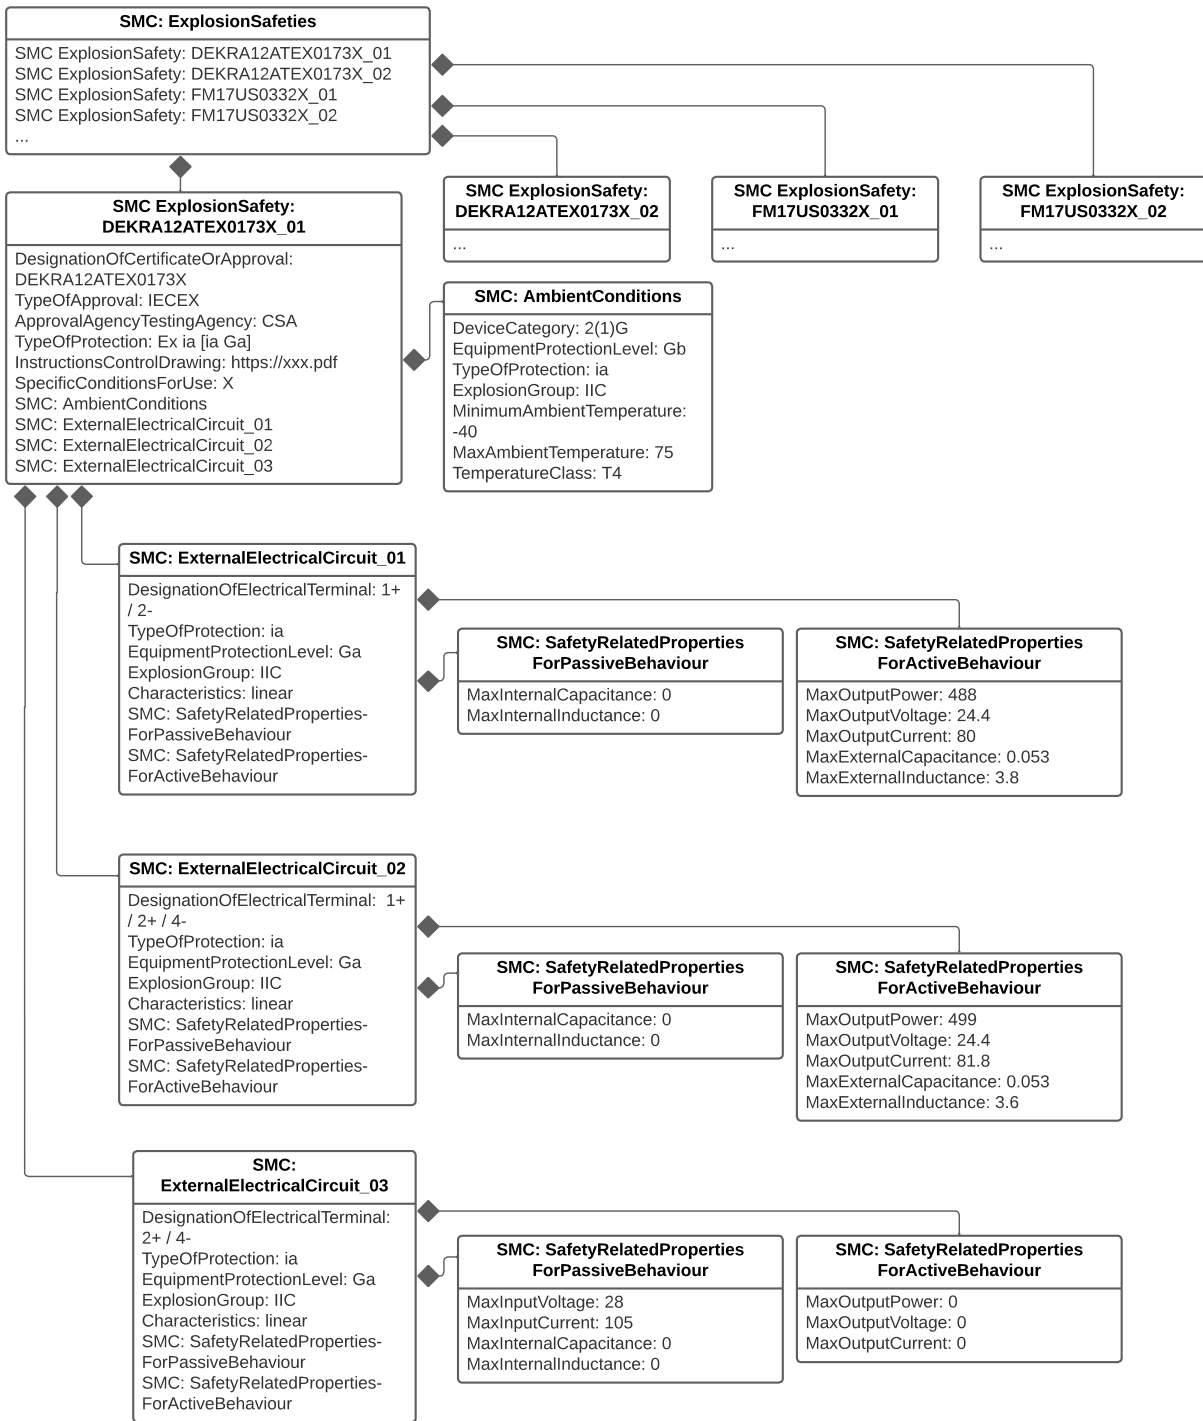 SMC: ExplosionSafeties
SMC ExplosionSafety: DEKRA12ATEX0173X_01
SMC ExplosionSafety: DEKRA12ATEX0173X_02
SMC ExplosionSafety: FM17US0332X_01
SMC ExplosionSafety: FM17US0332X_02
...
SMC ExplosionSafety:
DEKRA12ATEX0173X_01
DesignationOfCertificateOrApproval:
DEKRA12ATEX0173X
TypeOfApproval: IECEX
ApprovalAgencyTestingAgency: CSA
TypeOfProtection: Ex ia [ia Ga]
InstructionsControlDrawing: https://xxx.pdf
SpecificConditionsForUse: X
SMC: AmbientConditions
SMC: ExternalElectricalCircuit_01
SMC: ExternalElectricalCircuit_02
SMC: ExternalElectricalCircuit_03
SMC ExplosionSafety:
DEKRA12ATEX0173X_02
...
SMC ExplosionSafety:
FM17US0332X_01
...
SMC ExplosionSafety:
FM17US0332X_02
...
SMC: AmbientConditions
DeviceCategory: 2(1)G
EquipmentProtectionLevel: Gb
TypeOfProtection: ia
ExplosionGroup: IIC
MinimumAmbientTemperature:
-40
MaxAmbientTemperature: 75
TemperatureClass: T4
SMC: ExternalElectricalCircuit_01
DesignationOfElectricalTerminal: 1+
/ 2-
TypeOfProtection: ia
EquipmentProtectionLevel: Ga
ExplosionGroup: IIC
Characteristics: linear
SMC: SafetyRelatedProperties-
ForPassiveBehaviour
SMC: SafetyRelatedProperties-
ForActiveBehaviour
SMC: SafetyRelatedProperties
ForPassiveBehaviour
MaxInternalCapacitance: 0
MaxInternalInductance: 0
SMC: SafetyRelatedProperties
ForActiveBehaviour
MaxOutputPower: 488
MaxOutputVoltage: 24.4
MaxOutputCurrent: 80
MaxExternalCapacitance: 0.053
MaxExternalInductance: 3.8
SMC: ExternalElectricalCircuit_02
DesignationOfElectricalTerminal:  1+
/ 2+ / 4-
TypeOfProtection: ia
EquipmentProtectionLevel: Ga
ExplosionGroup: IIC
Characteristics: linear
SMC: SafetyRelatedProperties-
ForPassiveBehaviour
SMC: SafetyRelatedProperties-
ForActiveBehaviour
SMC: SafetyRelatedProperties
ForPassiveBehaviour
MaxInternalCapacitance: 0
MaxInternalInductance: 0
SMC: SafetyRelatedProperties
ForActiveBehaviour
MaxOutputPower: 499
MaxOutputVoltage: 24.4
MaxOutputCurrent: 81.8
MaxExternalCapacitance: 0.053
MaxExternalInductance: 3.6
SMC:
ExternalElectricalCircuit_03
DesignationOfElectricalTerminal:
2+ / 4-
TypeOfProtection: ia
EquipmentProtectionLevel: Ga
ExplosionGroup: IIC
Characteristics: linear
SMC: SafetyRelatedProperties-
ForPassiveBehaviour
SMC: SafetyRelatedProperties-
ForActiveBehaviour
SMC: SafetyRelatedProperties
ForPassiveBehaviour
MaxInputVoltage: 28
MaxInputCurrent: 105
MaxInternalCapacitance: 0
MaxInternalInductance: 0
SMC: SafetyRelatedProperties
ForActiveBehaviour
MaxOutputPower: 0
MaxOutputVoltage: 0
MaxOutputCurrent: 0